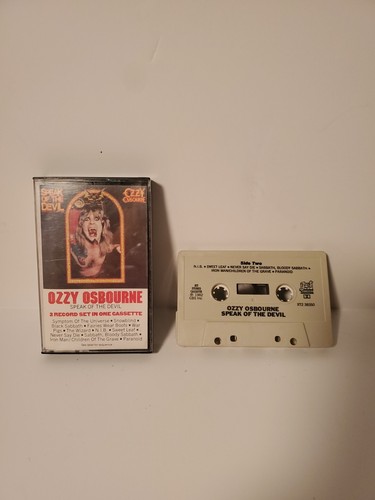 SPEAK
OF THE
DEVIL
OZZY
OSBOURNE
OZZY OSBOURNE
SPEAK OF THE DEVIL
2 RECORD SET IN ONE CASSETTE
Symptom Of The Universe • Snowblind •
Black Sabbath • Fairies Wear Boots • War
Pigs • The Wizard • N.I.B. • Sweet Leaf •
Never Say Die • Sabbath, Bloody Sabbath •
Iron Man/Children Of The Grave • Paranoid
Side Two
N.I.B. • SWEET LEAF • NEVER SAY DIE • SABBATH, BLOODY SABBATH •
IRON MAN/CHILDREN OF THE GRAVE • PARANOID
Jet
OZZY OSBOURNE
SPEAK OF THE DEVIL